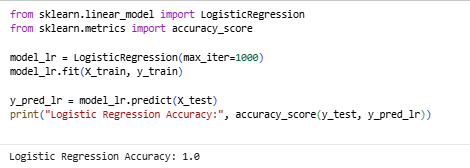 from sklearn.linear_model import LogisticRegression
from sklearn.metrics import accuracy_score
model_lr = LogisticRegression(max_iter=1000)
model_lr.fit(X_train, y_train)
y_pred_lr = model_lr.predict(X_test)
print("Logistic Regression Accuracy:", accuracy_score(y_test, y_pred_lr))
Logistic Regression Accuracy: 1.0